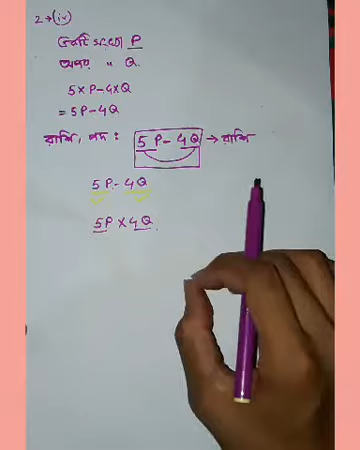 2→(iv)
একটি সংখ্যা P
অপর " Q
5×P-4×Q
=5P-4Q
রাশি, পদ : 5P-4Q → রাশি
5P-4Q
5P×4Q